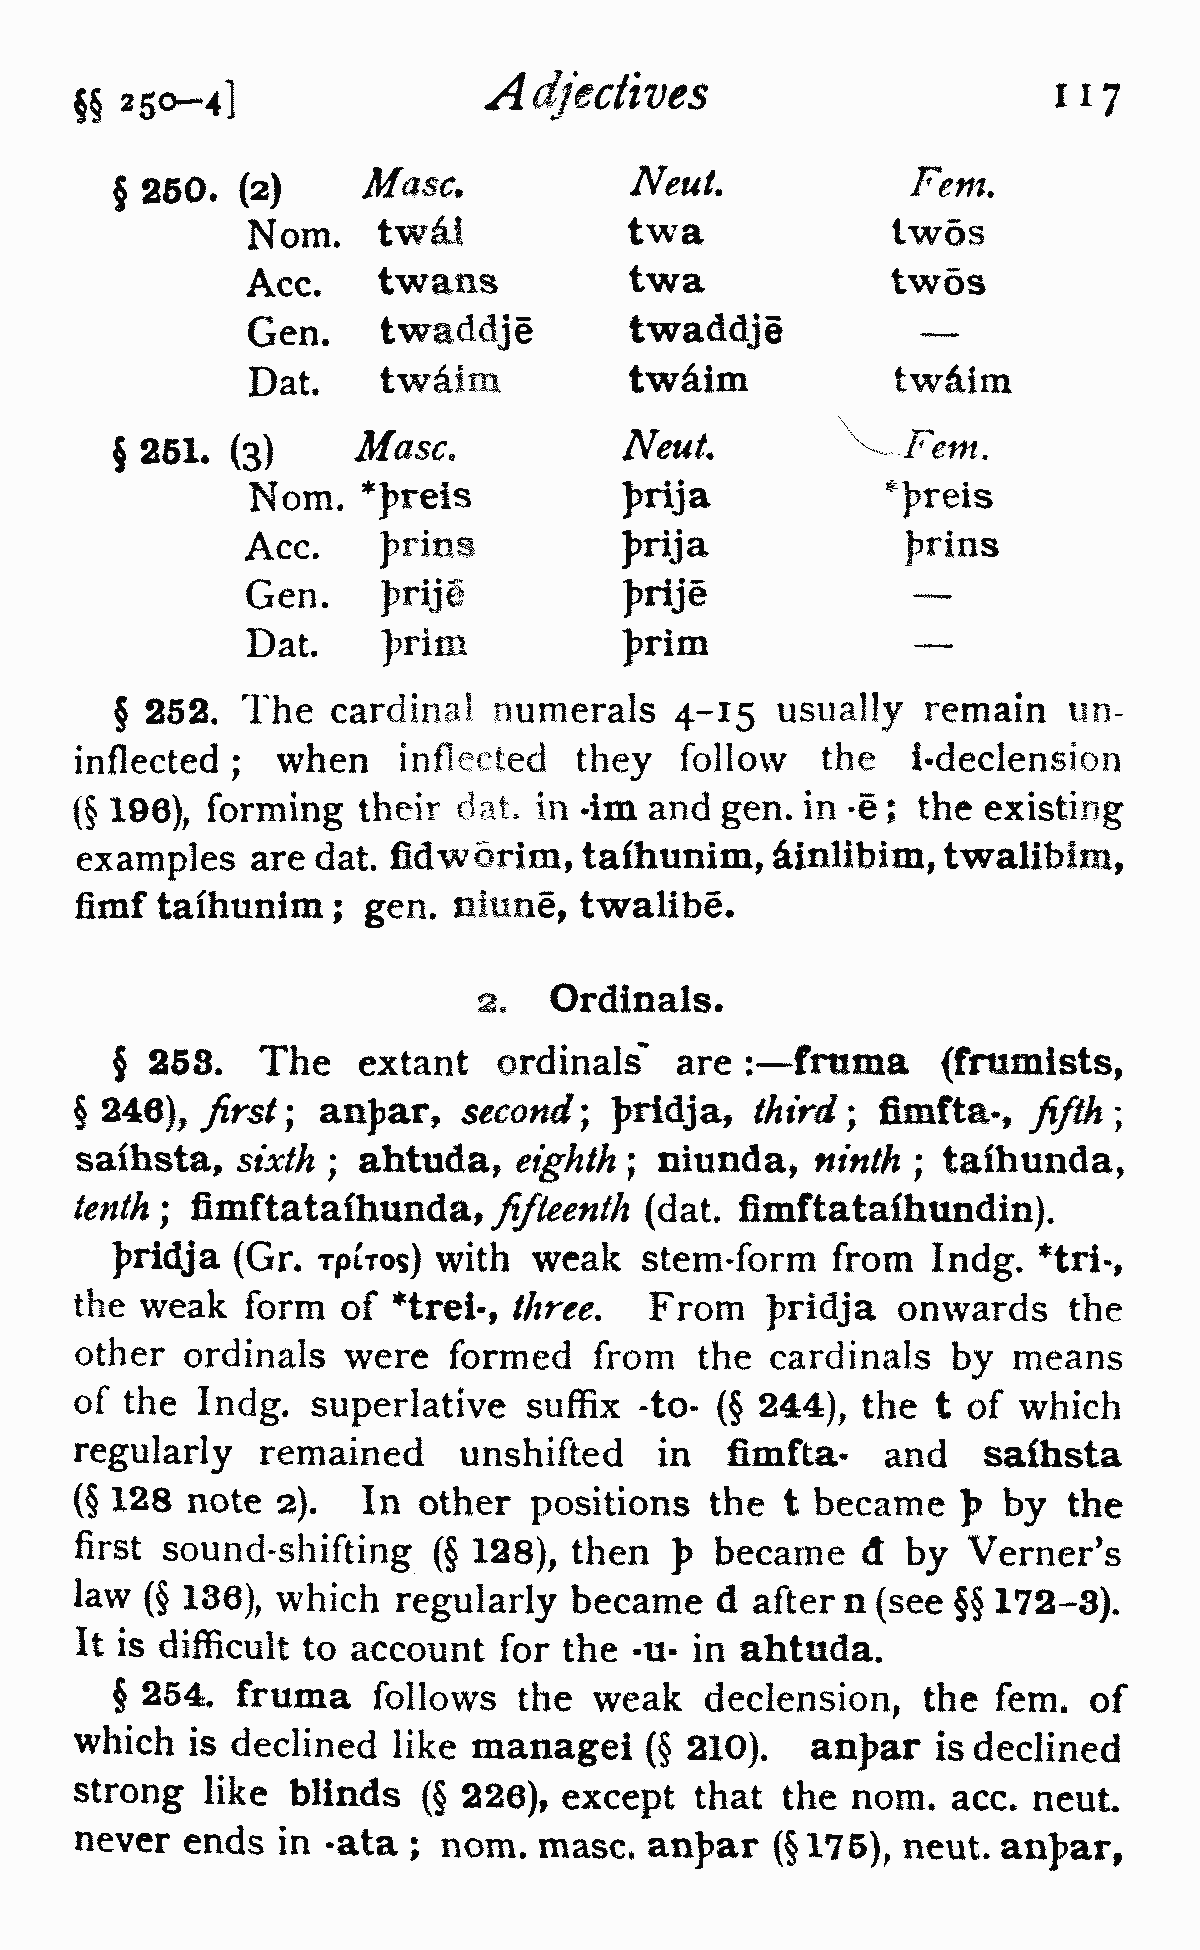 §§ 250–4] Adjectives 117
§ 250. (2) Masc. Neut. Fem.
Nom. twái twa twōs
Acc. twans twa twōs
Gen. twaddjē twaddjē —
Dat. twáim twáim twáim
§ 251. (3) Masc. Neut. Fem.
Nom. *þreis þrija *þreis
Acc. þrins þrija þrins
Gen. þrijē þrijē —
Dat. þrim þrim —
§ 252. The cardinal numerals 4–15 usually remain un-
inflected ; when inflected they follow the i-declension
(§ 196), forming their dat. in -im and gen. in -ē ; the existing
examples are dat. fidwōrim, taíhunim, áinlibim, twalibim,
fimf taíhunim ; gen. niunē, twalibē.
2. Ordinals.
§ 253. The extant ordinals are :—fruma (frumists,
§ 246), first ; anþar, second ; þridja, third ; fimfta-, fifth ;
saíhsta, sixth ; ahtuda, eighth ; niunda, ninth ; taíhunda,
tenth ; fimftataíhunda, fifteenth (dat. fimftataíhundin).
þridja (Gr. τρίτος) with weak stem-form from Indg. *tri-,
the weak form of *trei-, three. From þridja onwards the
other ordinals were formed from the cardinals by means
of the Indg. superlative suffix -to- (§ 244), the t of which
regularly remained unshifted in fimfta- and saíhsta
(§ 128 note 2). In other positions the t became þ by the
first sound-shifting (§ 128), then þ became đ by Verner's
law (§ 136), which regularly became d after n (see §§ 172–3).
It is difficult to account for the -u- in ahtuda.
§ 254. fruma follows the weak declension, the fem. of
which is declined like managei (§ 210). anþar is declined
strong like blinds (§ 226), except that the nom. acc. neut.
never ends in -ata ; nom. masc. anþar (§ 175), neut. anþar,